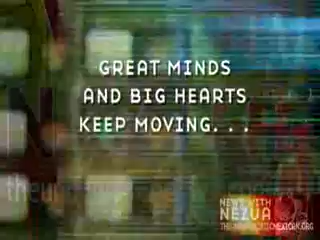 GREAT MINDS
AND BIG HEARTS
KEEP MOVING. . .
NEWS WITH
NEZUA